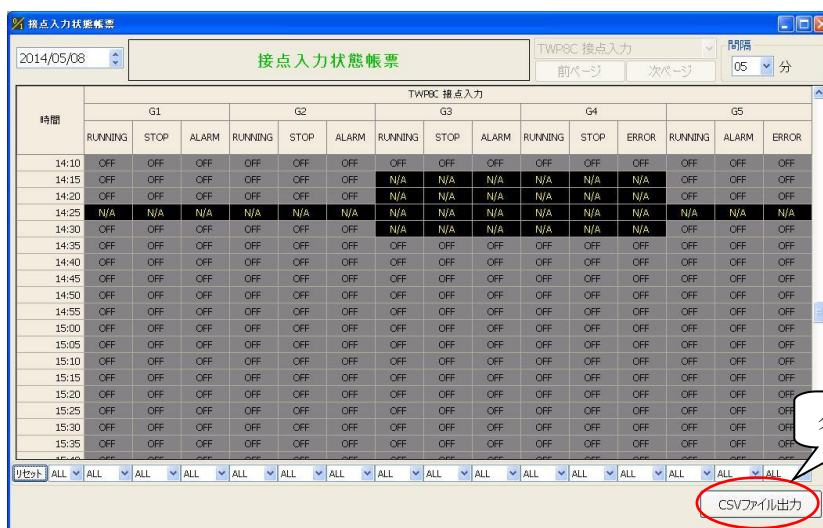 接点入力状態帳票
2014/05/08
接点入力状態帳票
TWP8C 接点入力
前ページ 次ページ
間隔
05 分
時間
TWP8C 接点入力
G1 G2 G3 G4 G5
RUNNING STOP ALARM RUNNING STOP ALARM RUNNING STOP ALARM RUNNING STOP ERROR RUNNING ALARM ERROR
14:10 OFF OFF OFF OFF OFF OFF OFF OFF OFF OFF OFF OFF OFF OFF OFF
14:15 OFF OFF OFF OFF OFF OFF N/A N/A N/A N/A N/A N/A OFF OFF OFF
14:20 OFF OFF OFF OFF OFF OFF N/A N/A N/A N/A N/A N/A OFF OFF OFF
14:25 N/A N/A N/A N/A N/A N/A N/A N/A N/A N/A N/A N/A N/A N/A N/A
14:30 OFF OFF OFF OFF OFF OFF N/A N/A N/A N/A N/A N/A OFF OFF OFF
14:35 OFF OFF OFF OFF OFF OFF OFF OFF OFF OFF OFF OFF OFF OFF OFF
14:40 OFF OFF OFF OFF OFF OFF OFF OFF OFF OFF OFF OFF OFF OFF OFF
14:45 OFF OFF OFF OFF OFF OFF OFF OFF OFF OFF OFF OFF OFF OFF OFF
14:50 OFF OFF OFF OFF OFF OFF OFF OFF OFF OFF OFF OFF OFF OFF OFF
14:55 OFF OFF OFF OFF OFF OFF OFF OFF OFF OFF OFF OFF OFF OFF OFF
15:00 OFF OFF OFF OFF OFF OFF OFF OFF OFF OFF OFF OFF OFF OFF OFF
15:05 OFF OFF OFF OFF OFF OFF OFF OFF OFF OFF OFF OFF OFF OFF OFF
15:10 OFF OFF OFF OFF OFF OFF OFF OFF OFF OFF OFF OFF OFF OFF OFF
15:15 OFF OFF OFF OFF OFF OFF OFF OFF OFF OFF OFF OFF OFF OFF OFF
15:20 OFF OFF OFF OFF OFF OFF OFF OFF OFF OFF OFF OFF OFF OFF OFF
15:25 OFF OFF OFF OFF OFF OFF OFF OFF OFF OFF OFF OFF OFF OFF OFF
15:30 OFF OFF OFF OFF OFF OFF OFF OFF OFF OFF OFF OFF OFF OFF OFF
15:35 OFF OFF OFF OFF OFF OFF OFF OFF OFF OFF OFF OFF OFF OFF OFF
リセット ALL ALL ALL ALL ALL ALL ALL ALL ALL ALL ALL ALL ALL ALL ALL ALL
CSVファイル出力